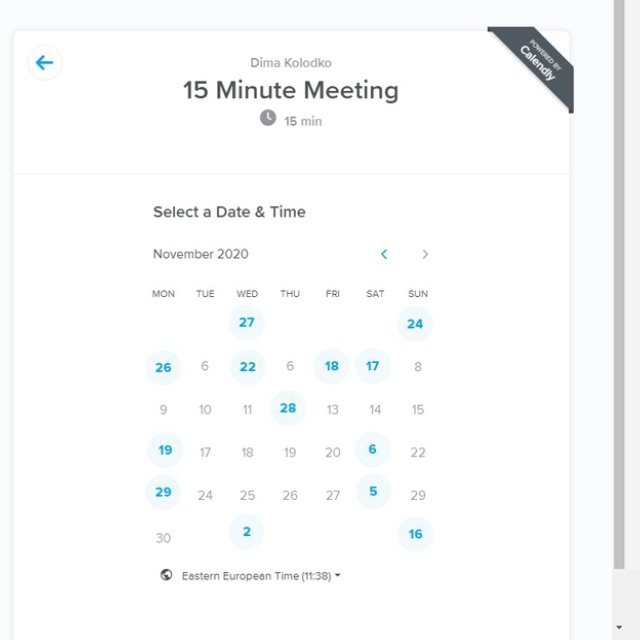 Dima Kolodko
POWERED BY
Calendly
15 Minute Meeting
15 min
Select a Date & Time
November 2020
MON TUE WED THU FRI SAT SUN
27 24
26 6 22 6 18 17 8
9 10 11 28 13 14 15
19 17 18 19 20 6 22
29 24 25 26 27 5 29
30 2 16
Eastern European Time (11:38)